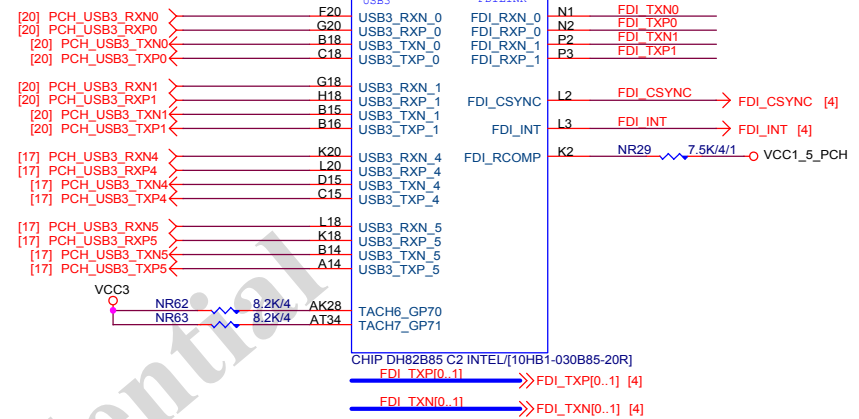 USB3 FDILINK
[20] PCH_USB3_RXN0 F20 USB3_RXN_0 FDI_RXN_0 N1 FDI_TXN0
[20] PCH_USB3_RXP0 G20 USB3_RXP_0 FDI_RXP_0 N2 FDI_TXP0
[20] PCH_USB3_TXN0 B18 USB3_TXN_0 FDI_RXN_1 P2 FDI_TXN1
[20] PCH_USB3_TXP0 C18 USB3_TXP_0 FDI_RXP_1 P3 FDI_TXP1
[20] PCH_USB3_RXN1 G18 USB3_RXN_1
[20] PCH_USB3_RXP1 H18 USB3_RXP_1 FDI_CSYNC L2 FDI_CSYNC FDI_CSYNC [4]
[20] PCH_USB3_TXN1 B15 USB3_TXN_1
[20] PCH_USB3_TXP1 B16 USB3_TXP_1 FDI_INT L3 FDI_INT FDI_INT [4]
[17] PCH_USB3_RXN4 K20 USB3_RXN_4 FDI_RCOMP K2 NR29 7.5K/4/1 VCC1_5_PCH
[17] PCH_USB3_RXP4 L20 USB3_RXP_4
[17] PCH_USB3_TXN4 D15 USB3_TXN_4
[17] PCH_USB3_TXP4 C15 USB3_TXP_4
[17] PCH_USB3_RXN5 L18 USB3_RXN_5
[17] PCH_USB3_RXP5 K18 USB3_RXP_5
[17] PCH_USB3_TXN5 B14 USB3_TXN_5
[17] PCH_USB3_TXP5 A14 USB3_TXP_5
VCC3
NR62 8.2K/4 AK28 TACH6_GP70
NR63 8.2K/4 AT34 TACH7_GP71
CHIP DH82B85 C2 INTEL/[10HB1-030B85-20R]
FDI_TXP[0..1] FDI_TXP[0..1] [4]
FDI_TXN[0..1] FDI_TXN[0..1] [4]